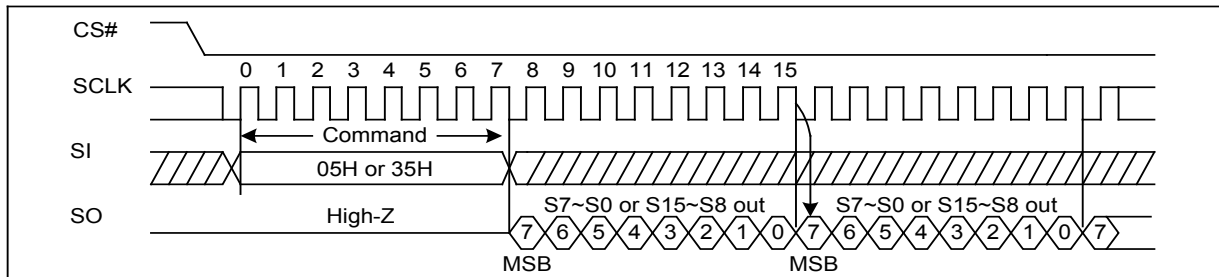 CS#
0 1 2 3 4 5 6 7 8 9 10 11 12 13 14 15
SCLK
Command
SI
05H or 35H
S7~S0 or S15~S8 out S7~S0 or S15~S8 out
SO
High-Z
7 6 5 4 3 2 1 0 7 6 5 4 3 2 1 0 7
MSB MSB